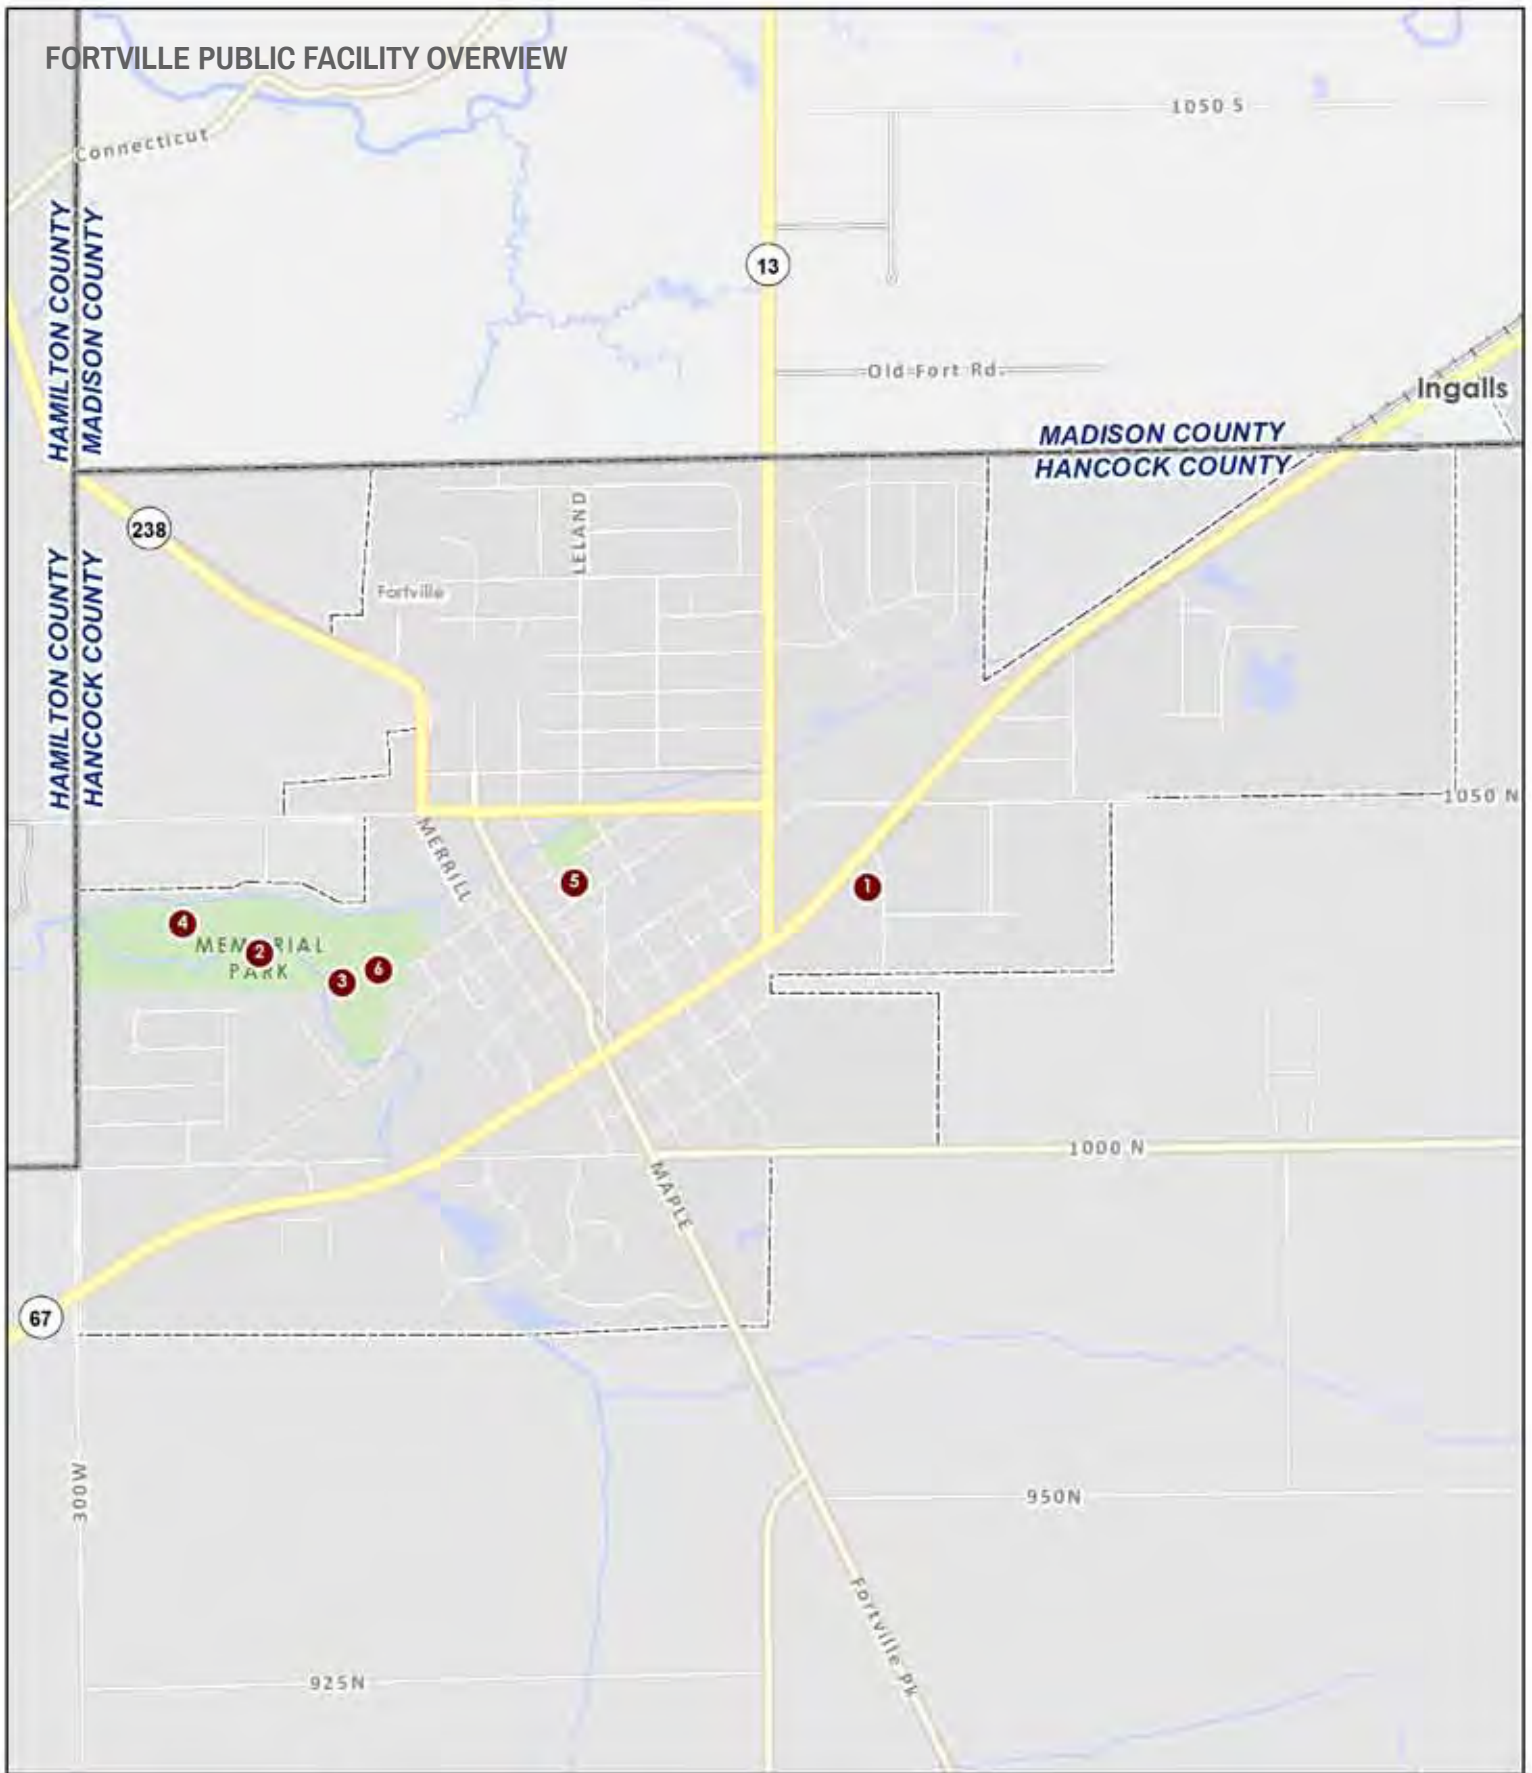 FORTVILLE PUBLIC FACILITY OVERVIEW
1050 S
Connecticut
HAMILTON COUNTY
MADISON COUNTY
13
Old Fort Rd.
Ingalls
MADISON COUNTY
HANCOCK COUNTY
238
LELAND
HAMILTON COUNTY
HANCOCK COUNTY
Fortville
1050 N
MERRILL
5
1
4
MEMORIAL
2
PARK
3
6
1000 N
MAPLE
67
300W
950N
Fortville Pk
925N